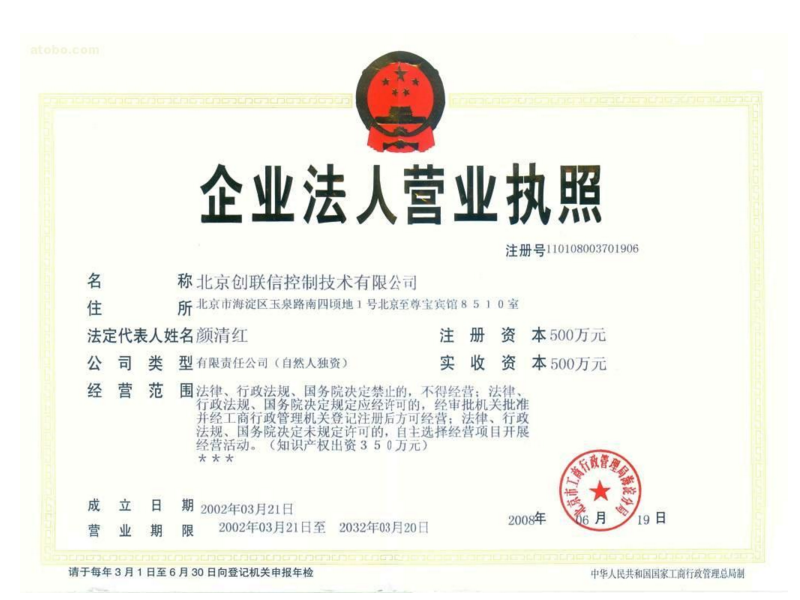 atobo.com
企业法人营业执照
注册号110108003701906
名 称 北京创联信控制技术有限公司
住 所 北京市海淀区玉泉路南四顷地1号北京至尊宝宾馆8510室
法定代表人姓名 颜清红 注册资本 500万元
公司类型 有限责任公司（自然人独资） 实收资本 500万元
经营范围 法律、行政法规、国务院决定禁止的，不得经营；法律、
行政法规、国务院决定规定应经许可的，经审批机关批准
并经工商行政管理机关登记注册后方可经营；法律、行政
法规、国务院决定未规定许可的，自主选择经营项目开展
经营活动。（知识产权出资350万元）
***
北京市工商行政管理局海淀分局
成立日期 2002年03月21日
营业期限 2002年03月21日至 2032年03月20日 2008年 06月 19日
请于每年3月1日至6月30日向登记机关申报年检 中华人民共和国国家工商行政管理总局制